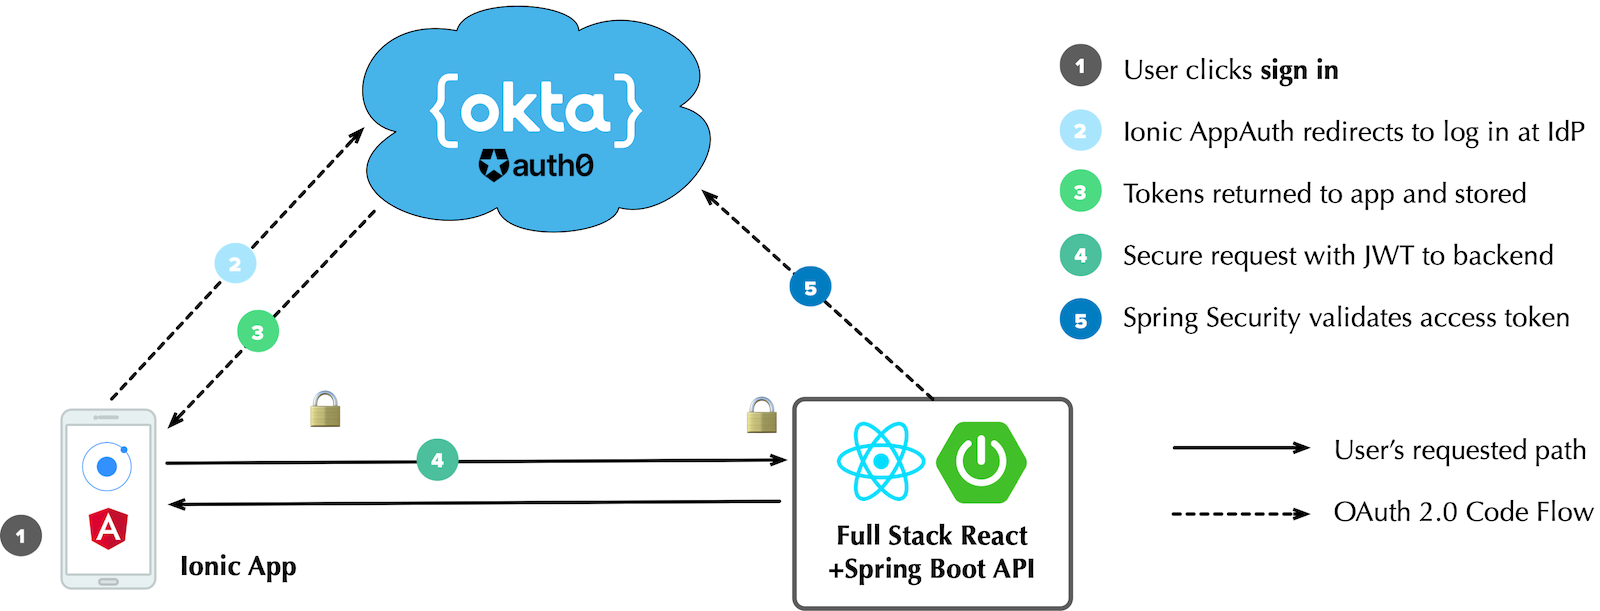 {okta}
auth0
2
3
5
4
1
Ionic App
Full Stack React
+Spring Boot API
1 User clicks sign in
2 Ionic AppAuth redirects to log in at IdP
3 Tokens returned to app and stored
4 Secure request with JWT to backend
5 Spring Security validates access token
User's requested path
OAuth 2.0 Code Flow
A